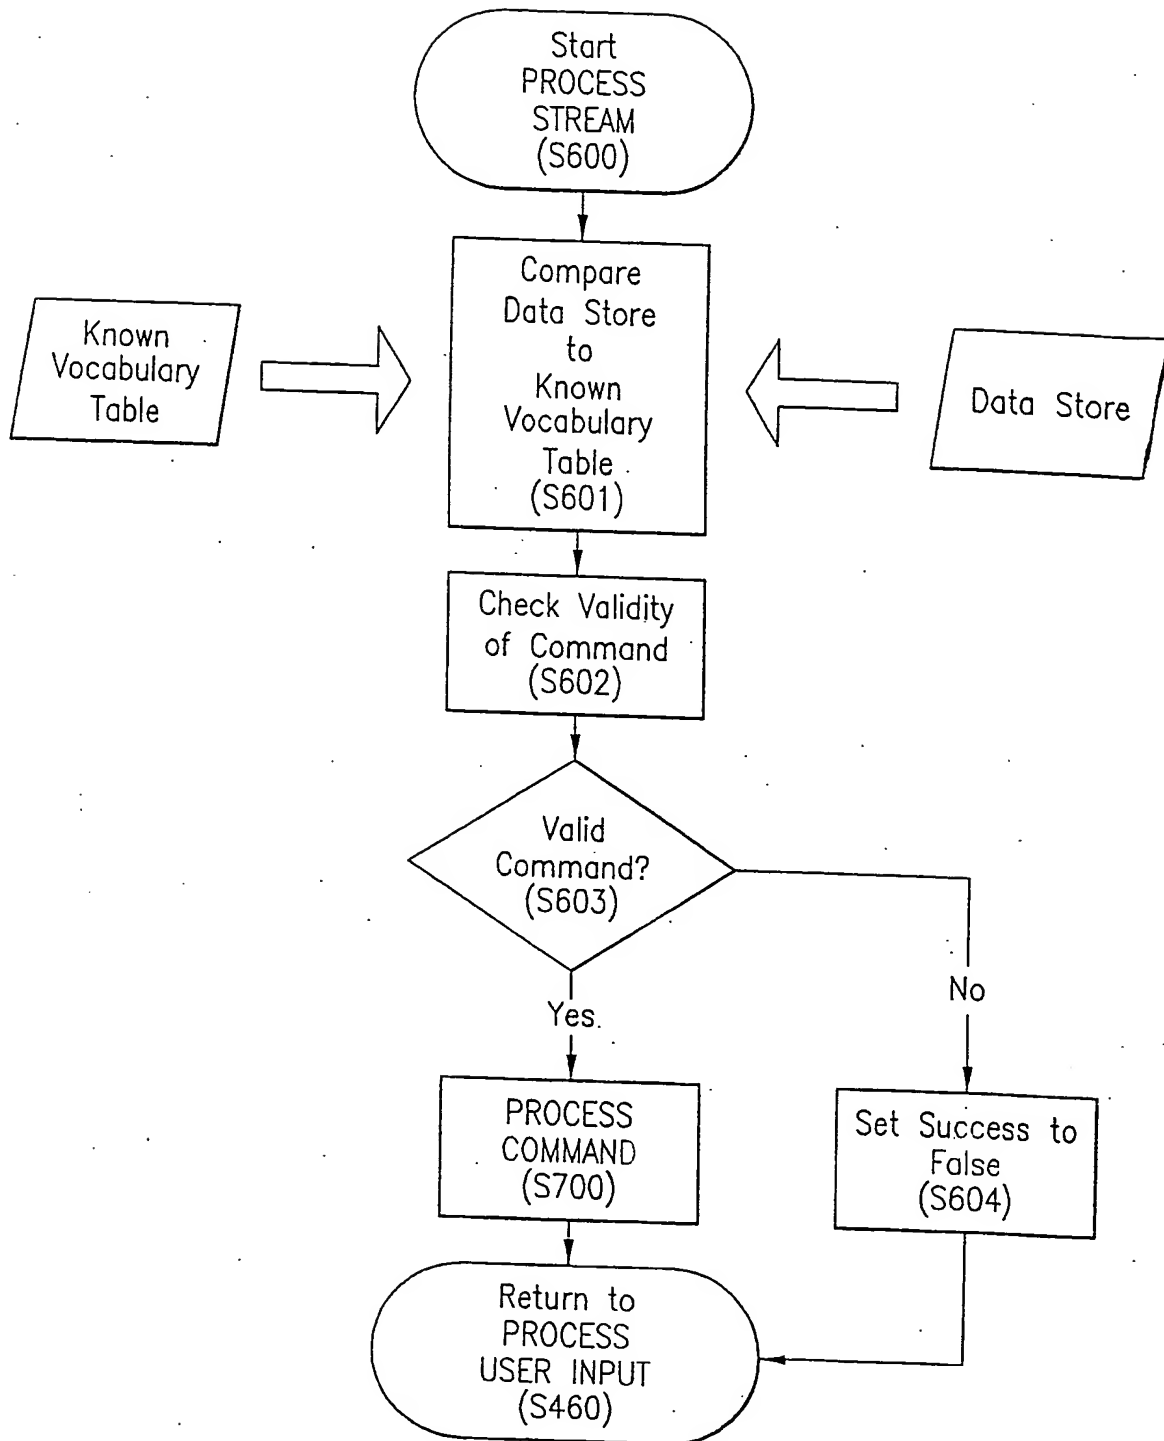 Start
PROCESS
STREAM
(S600)
Compare
Data Store
to
Known
Vocabulary
Table
(S601)
Known
Vocabulary
Table
Data Store
Check Validity
of Command
(S602)
Valid
Command?
(S603)
Yes.
No
PROCESS
COMMAND
(S700)
Set Success to
False
(S604)
Return to
PROCESS
USER INPUT
(S460)